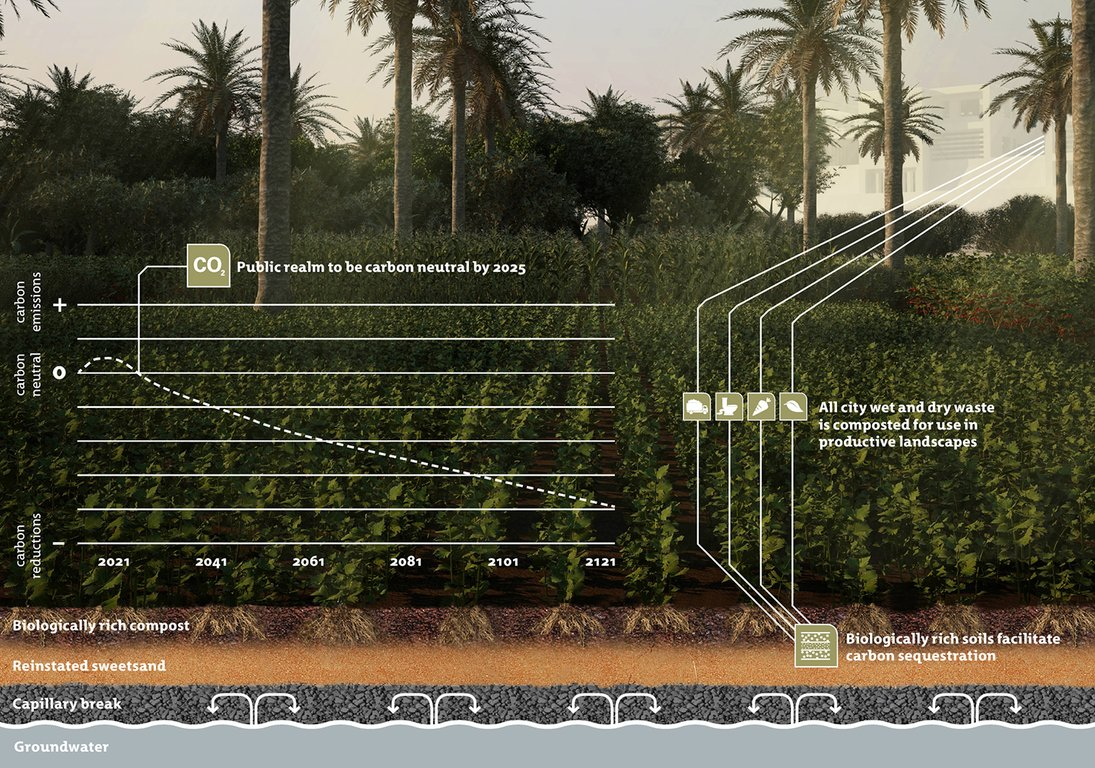 CO2
Public realm to be carbon neutral by 2025
carbon
emissions
+
carbon
neutral
0
carbon
reductions
–
2021 2041 2061 2081 2101 2121
All city wet and dry waste
is composted for use in
productive landscapes
Biologically rich compost
Biologically rich soils facilitate
carbon sequestration
Reinstated sweetsand
Capillary break
Groundwater